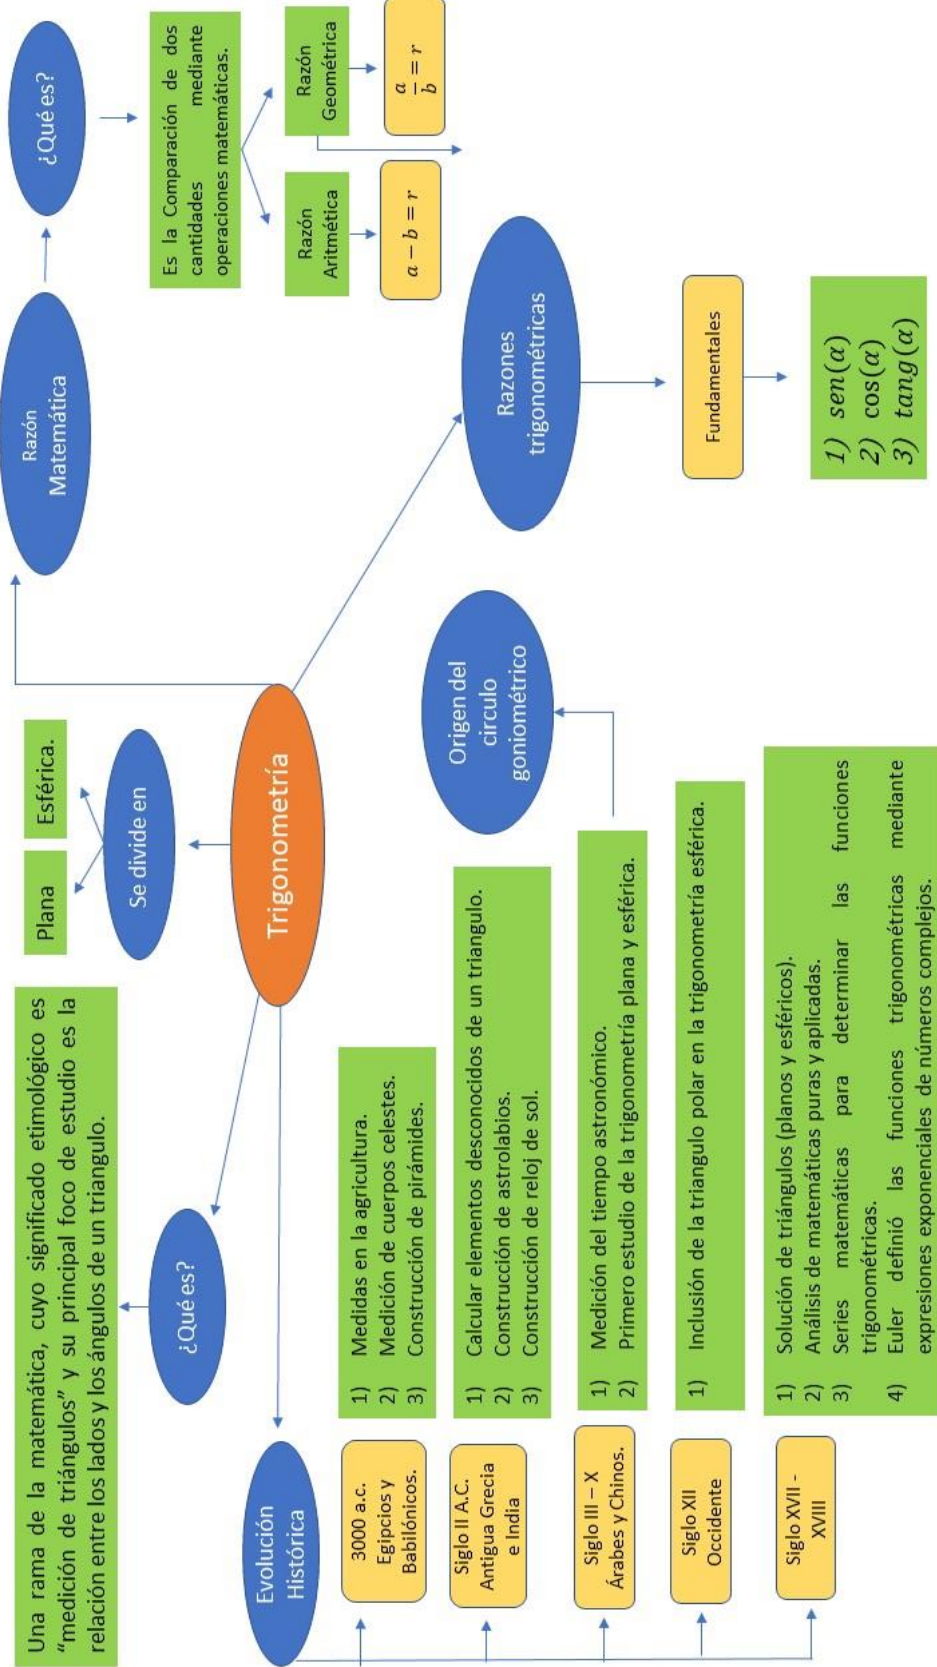 Una rama de la matemática, cuyo significado etimológico es
“medición de triángulos” y su principal foco de estudio es la
relación entre los lados y los ángulos de un triangulo.
Plana
Esférica.
Se divide en
¿Qué es?
Trigonometría
Razón
Matemática
¿Qué es?
Es la Comparación de dos
cantidades mediante
operaciones matemáticas.
Razón
Aritmética
Razón
Geométrica
a − b = r
a/b = r
Razones
trigonométricas
Fundamentales
1) sen(α)
2) cos(α)
3) tang(α)
Origen del
circulo
goniométrico
Evolución
Histórica
3000 a.c.
Egipcios y
Babilónicos.
1) Medidas en la agricultura.
2) Medición de cuerpos celestes.
3) Construcción de pirámides.
Siglo II A.C.
Antigua Grecia
e India
1) Calcular elementos desconocidos de un triangulo.
2) Construcción de astrolabios.
3) Construcción de reloj de sol.
Siglo III – X
Árabes y Chinos.
1) Medición del tiempo astronómico.
2) Primero estudio de la trigonometría plana y esférica.
Siglo XII
Occidente
1) Inclusión de la triangulo polar en la trigonometría esférica.
Siglo XVII -
XVIII
1) Solución de triángulos (planos y esféricos).
2) Análisis de matemáticas puras y aplicadas.
3) Series matemáticas para determinar las funciones
trigonométricas.
4) Euler definió las funciones trigonométricas mediante
expresiones exponenciales de números complejos.